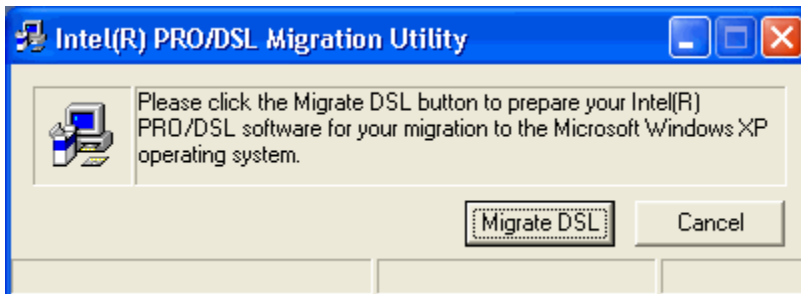 Intel(R) PRO/DSL Migration Utility
Please click the Migrate DSL button to prepare your Intel(R)
PRO/DSL software for your migration to the Microsoft Windows XP
operating system.
Migrate DSL
Cancel